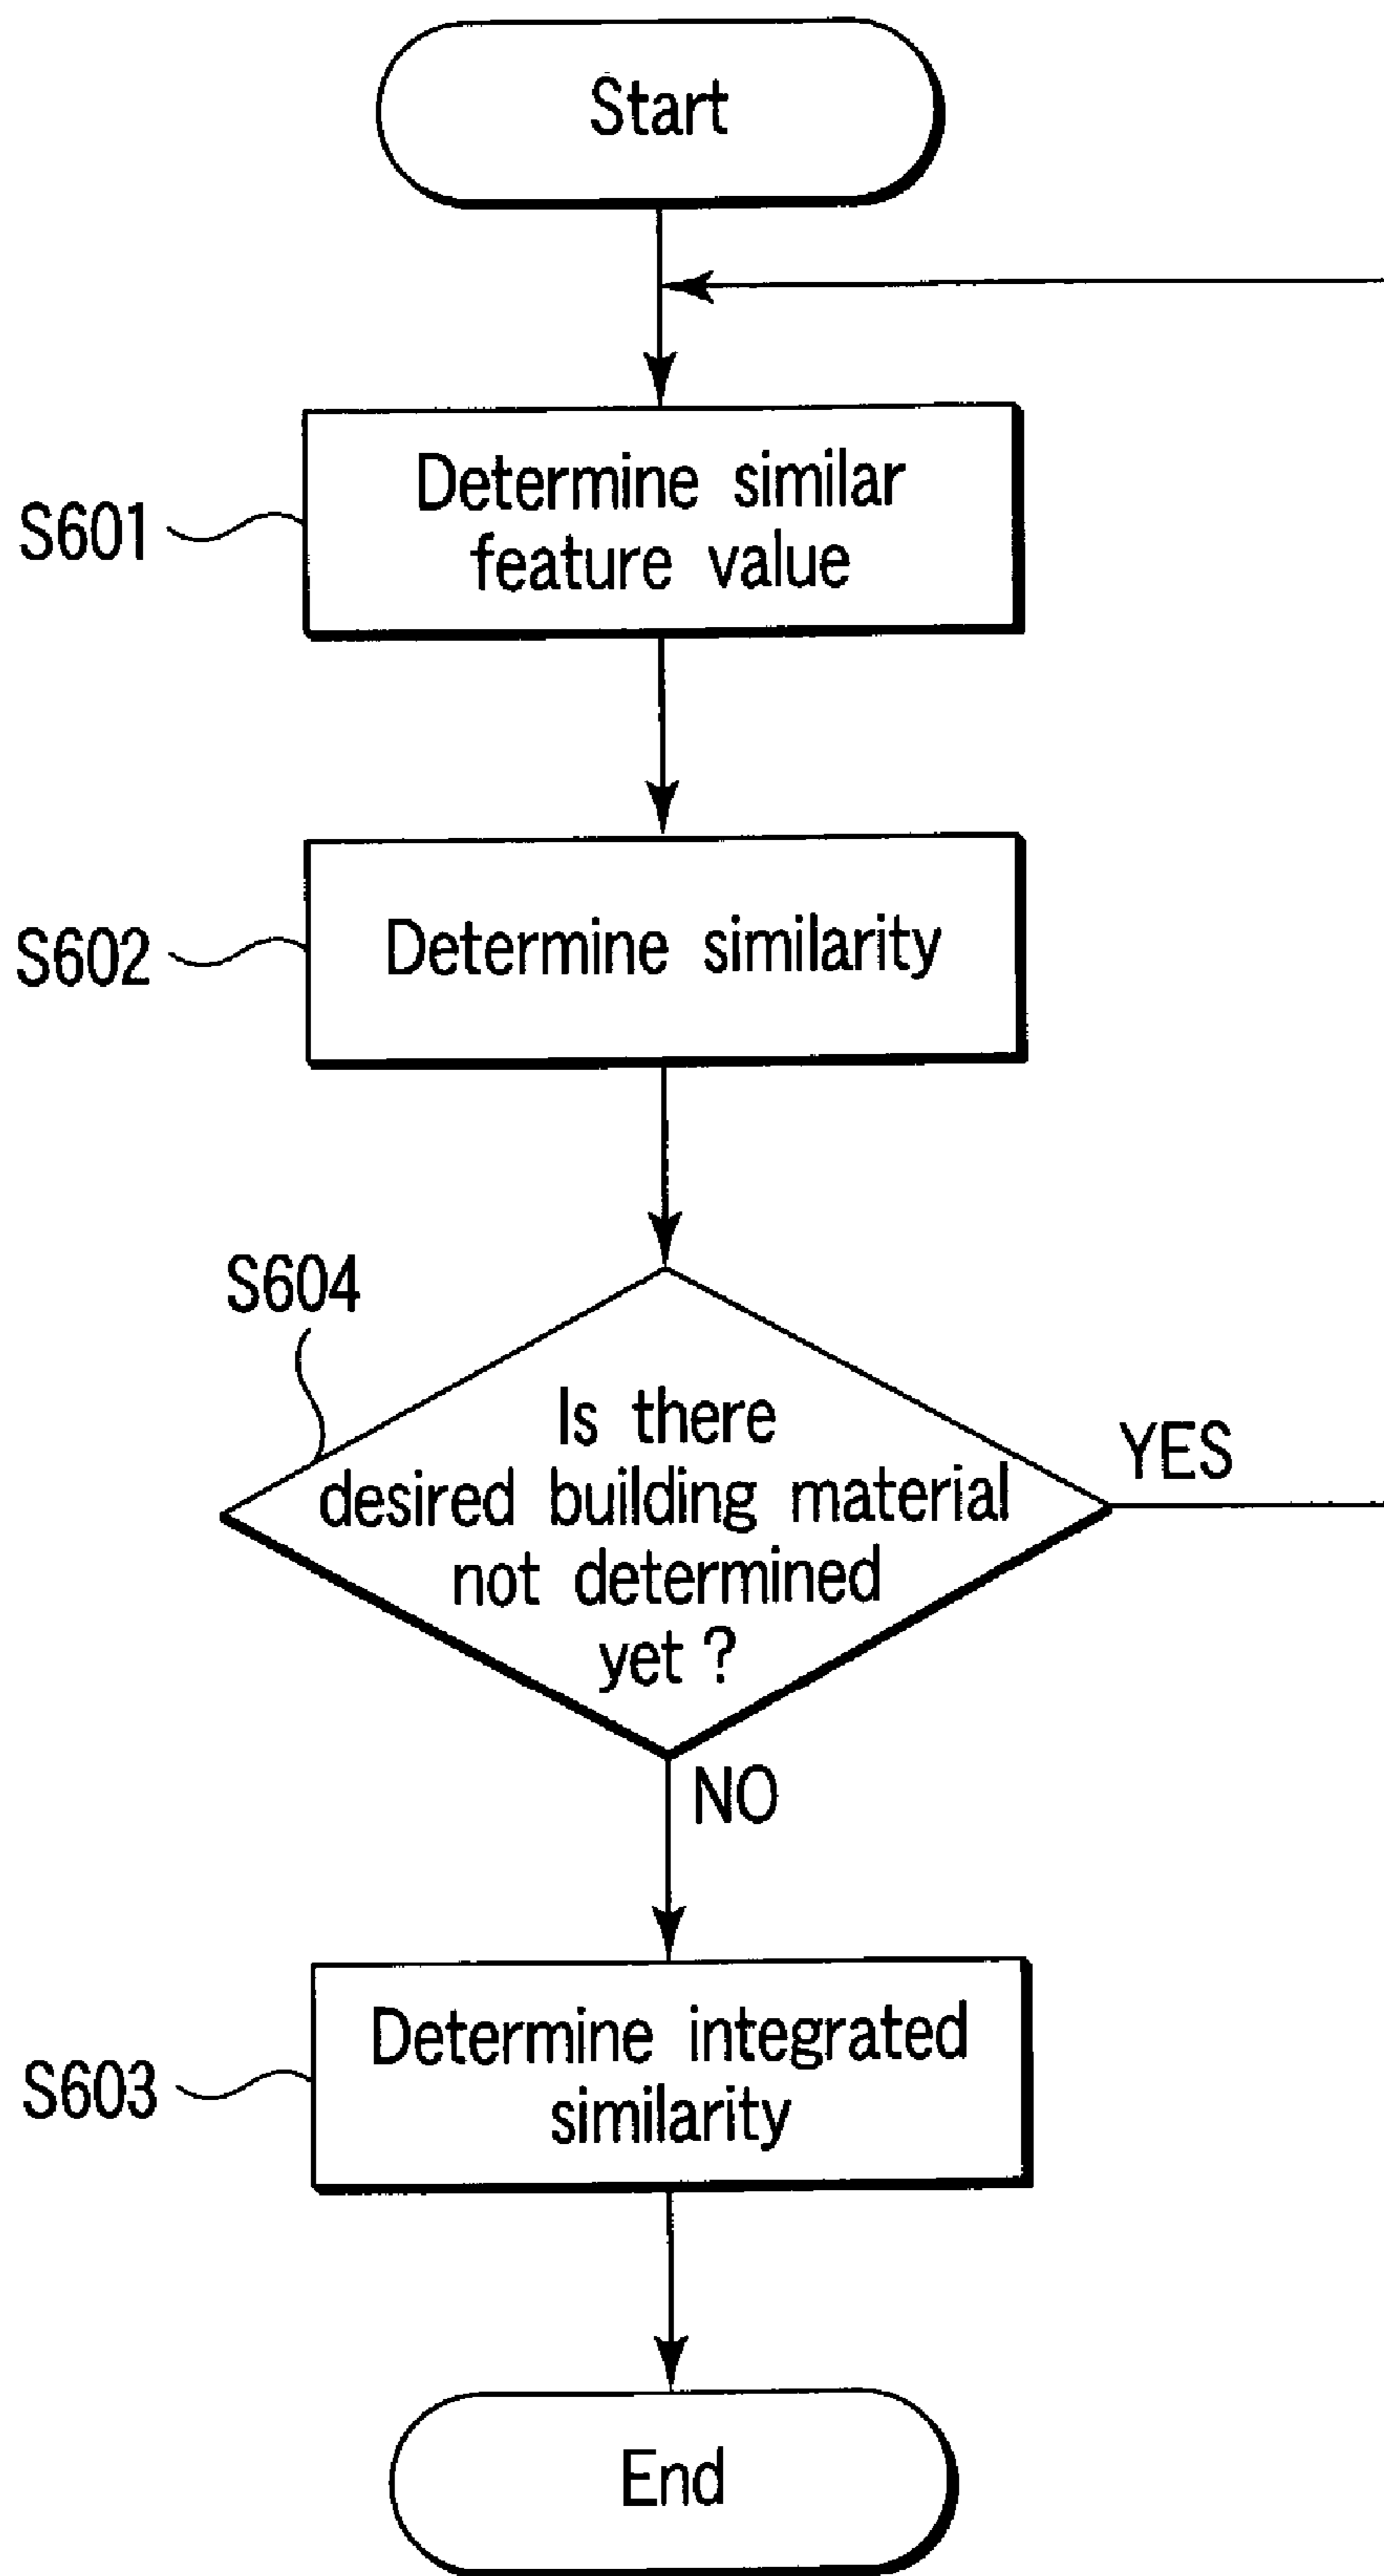 Start
S601
Determine similar
feature value
S602
Determine similarity
S604
Is there
desired building material
not determined
yet ?
YES
NO
S603
Determine integrated
similarity
End